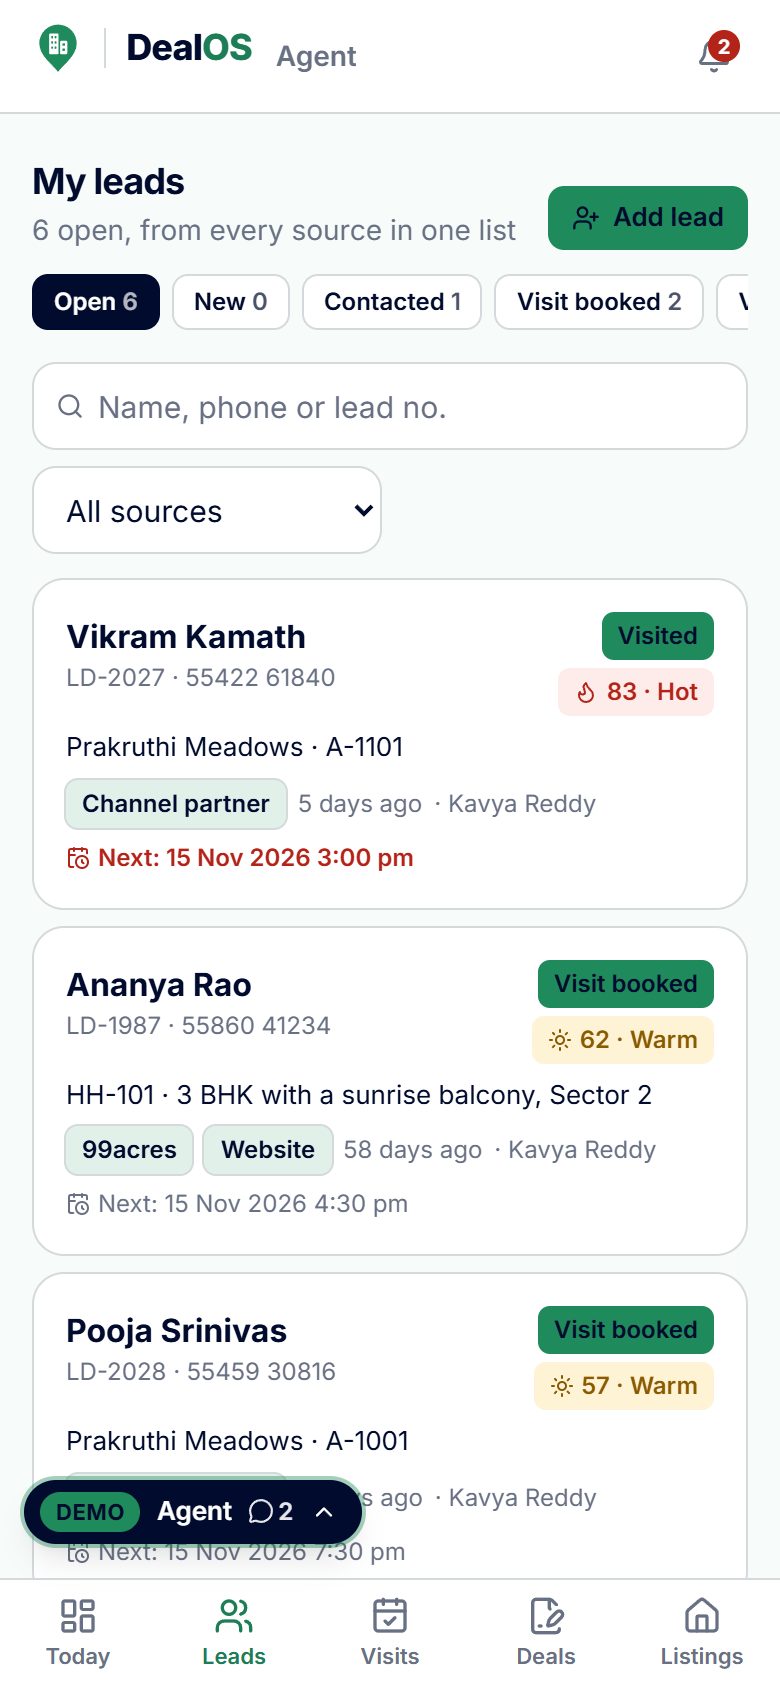 DealOS Agent
2
My leads
6 open, from every source in one list
Add lead
Open 6
New 0
Contacted 1
Visit booked 2
Name, phone or lead no.
All sources
Vikram Kamath
Visited
LD-2027 · 55422 61840
83 · Hot
Prakruthi Meadows · A-1101
Channel partner 5 days ago · Kavya Reddy
Next: 15 Nov 2026 3:00 pm
Ananya Rao
Visit booked
LD-1987 · 55860 41234
62 · Warm
HH-101 · 3 BHK with a sunrise balcony, Sector 2
99acres Website 58 days ago · Kavya Reddy
Next: 15 Nov 2026 4:30 pm
Pooja Srinivas
Visit booked
LD-2028 · 55459 30816
57 · Warm
Prakruthi Meadows · A-1001
ago · Kavya Reddy
DEMO Agent 2
Next: 15 Nov 2026 7:30 pm
Today
Leads
Visits
Deals
Listings